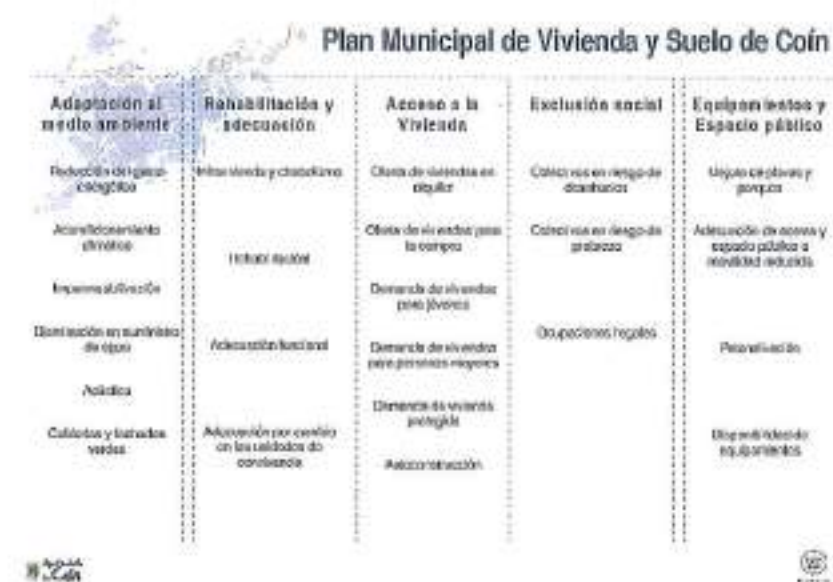 Plan Municipal de Vivienda y Suelo de Coín
Adaptación al
medio ambiente
Reducción del gasto
energético
Acondicionamiento
climático
Impermeabilización
Disminución en suministro
de agua
Acústica
Cubiertas y fachadas
verdes
Rehabilitación y
adecuación
Infravivienda y chabolismo
Adecuación funcional
Adecuación por cambio
en las unidades de
convivencia
Acceso a la
Vivienda
Oferta de viviendas en
alquiler
Oferta de viviendas para
la compra
Demanda de viviendas
para jóvenes
Demanda de viviendas
para personas mayores
Demanda de vivienda
protegida
Autoconstrucción
Exclusión social
Colectivos en riesgo de
desahucios
Colectivos en riesgo de
pobreza
Ocupaciones ilegales
Equipamientos y
Espacio público
Mejora de plazas y
parques
Adecuación de aceras y
espacio público a
movilidad reducida
Peatonalización
Disponibilidad de
equipamientos
Coín